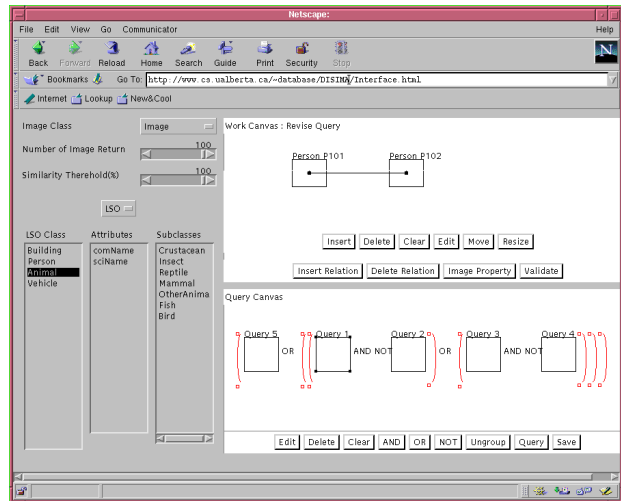 Netscape:
File Edit View Go Communicator Help
Back Forward Reload Home Search Guide Print Security Stop
N
Bookmarks Go To: http://www.cs.ualberta.ca/~database/DISIMA/Interface.html
Internet Lookup New&Cool
Image Class Image
Number of Image Return 100
Similarity Therehold(%) 100
LSO
LSO Class Attributes Subclasses
Building
Person
Animal
Vehicle
comName
sciName
Crustacean
Insect
Reptile
Mammal
OtherAnima
Fish
Bird
Work Canvas : Revise Query
Person P101 Person P102
Insert Delete Clear Edit Move Resize
Insert Relation Delete Relation Image Property Validate
Query Canvas
Query 5 Query 1 Query 2 Query 3 Query 4
OR AND NOT OR AND NOT
Edit Delete Clear AND OR NOT Ungroup Query Save